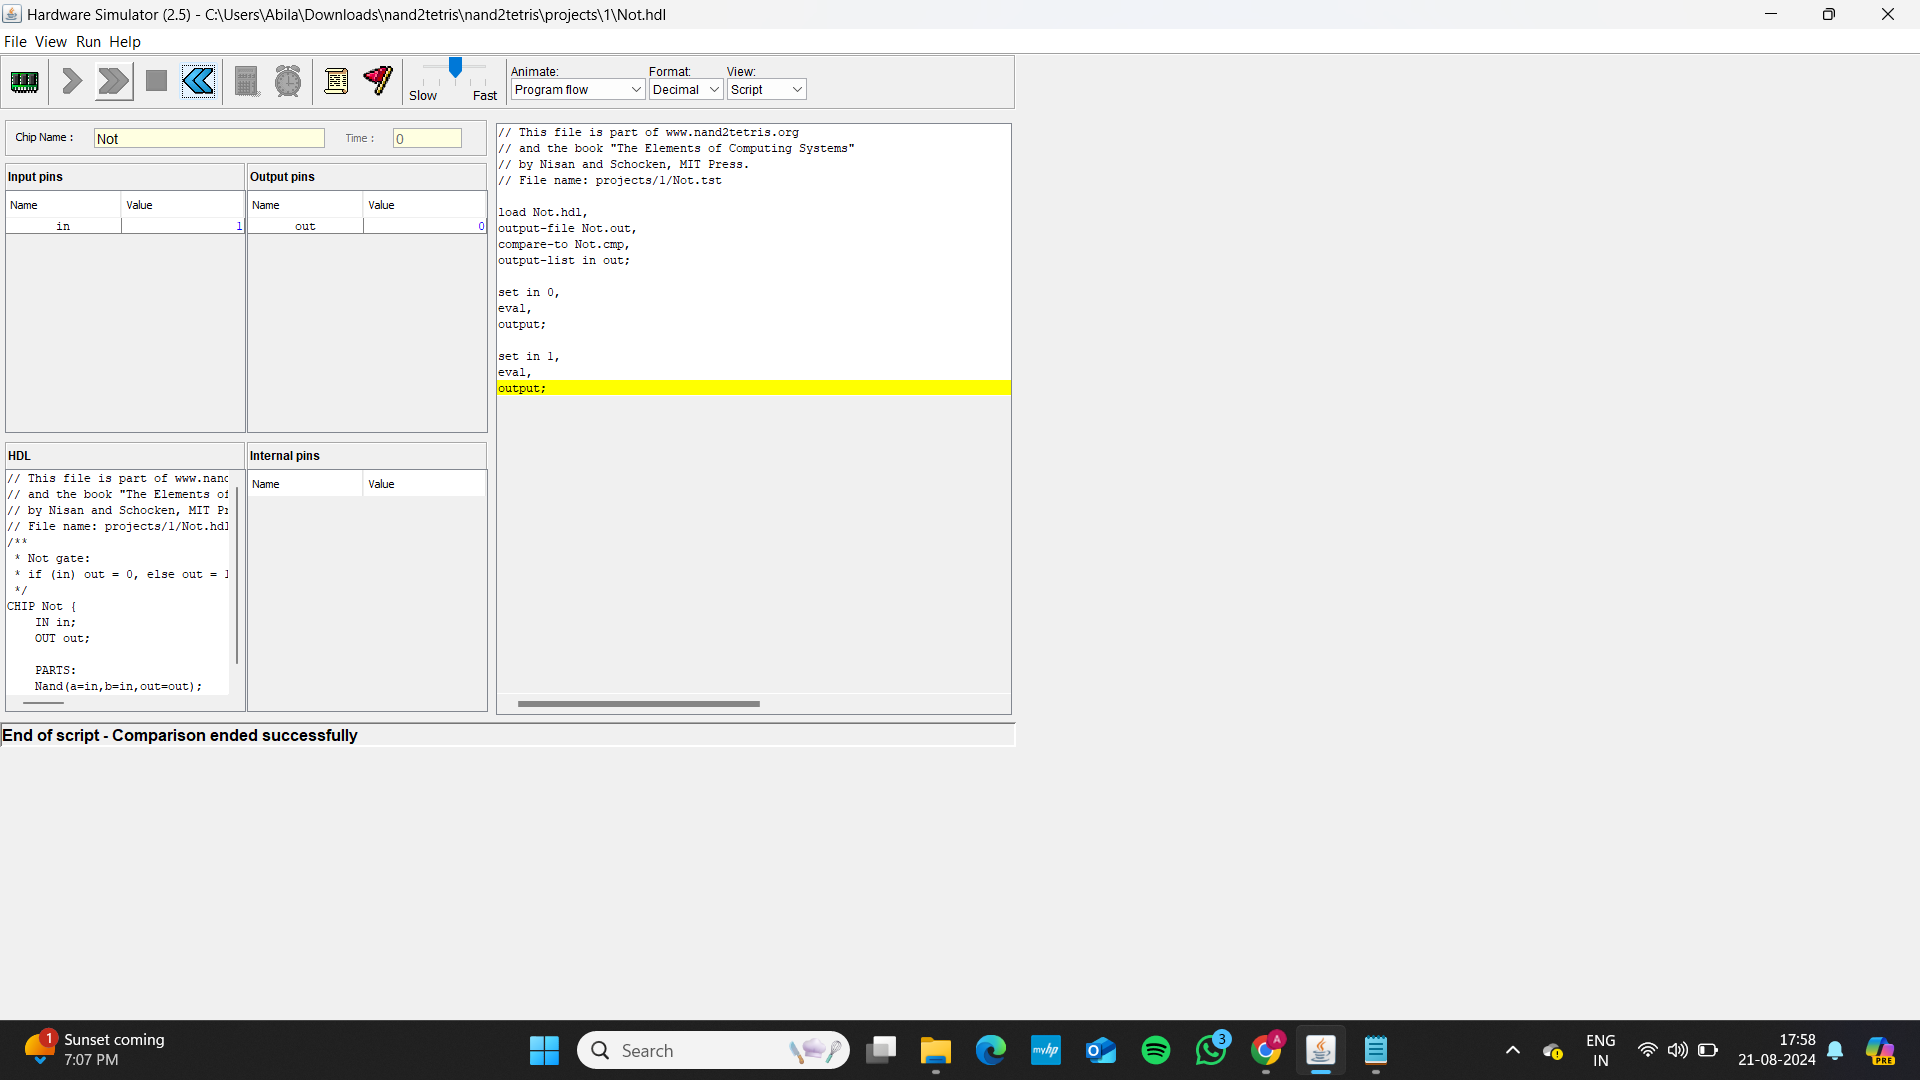 Hardware Simulator (2.5) - C:\Users\Abila\Downloads\nand2tetris\nand2tetris\projects\1\Not.hdl
File View Run Help
Slow Fast
Animate: Format: View:
Program flow Decimal Script
Chip Name : Not Time : 0
Input pins
Name Value
in 1
Output pins
Name Value
out 0
HDL
// This file is part of www.nand
// and the book "The Elements of
// by Nisan and Schocken, MIT Pr
// File name: projects/1/Not.hdl
/**
* Not gate:
* if (in) out = 0, else out = 1
*/
CHIP Not {
IN in;
OUT out;
PARTS:
Nand(a=in,b=in,out=out);
Internal pins
Name Value
// This file is part of www.nand2tetris.org
// and the book "The Elements of Computing Systems"
// by Nisan and Schocken, MIT Press.
// File name: projects/1/Not.tst
load Not.hdl,
output-file Not.out,
compare-to Not.cmp,
output-list in out;
set in 0,
eval,
output;
set in 1,
eval,
output;
End of script - Comparison ended successfully
1
Sunset coming
7:07 PM
Search
myhp
3
A
ENG
IN
17:58
21-08-2024
PRE